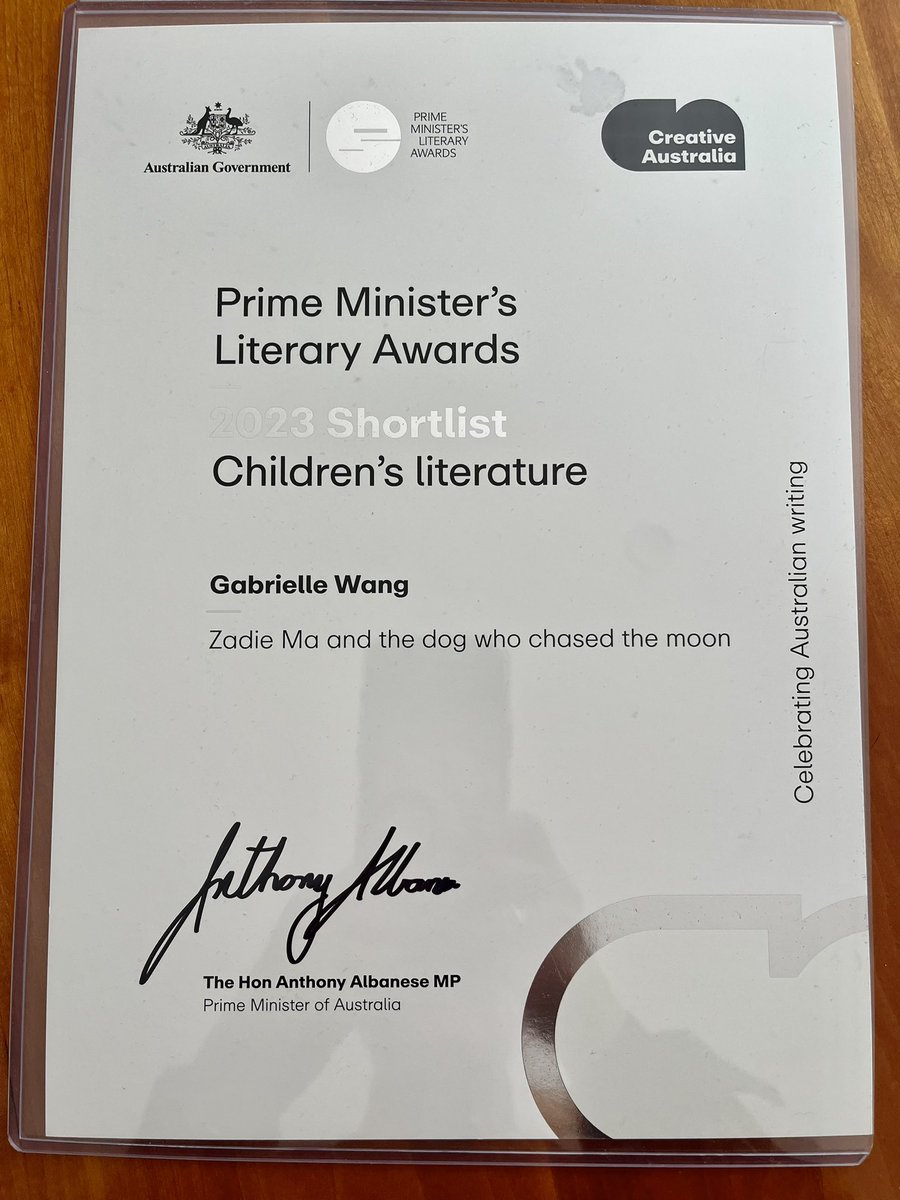 Australian Government
PRIME
MINISTER'S
LITERARY
AWARDS
Creative
Australia
Prime Minister's
Literary Awards
2023 Shortlist
Children's literature
Gabrielle Wang
Zadie Ma and the dog who chased the moon
Celebrating Australian writing
Anthony Albanese
The Hon Anthony Albanese MP
Prime Minister of Australia